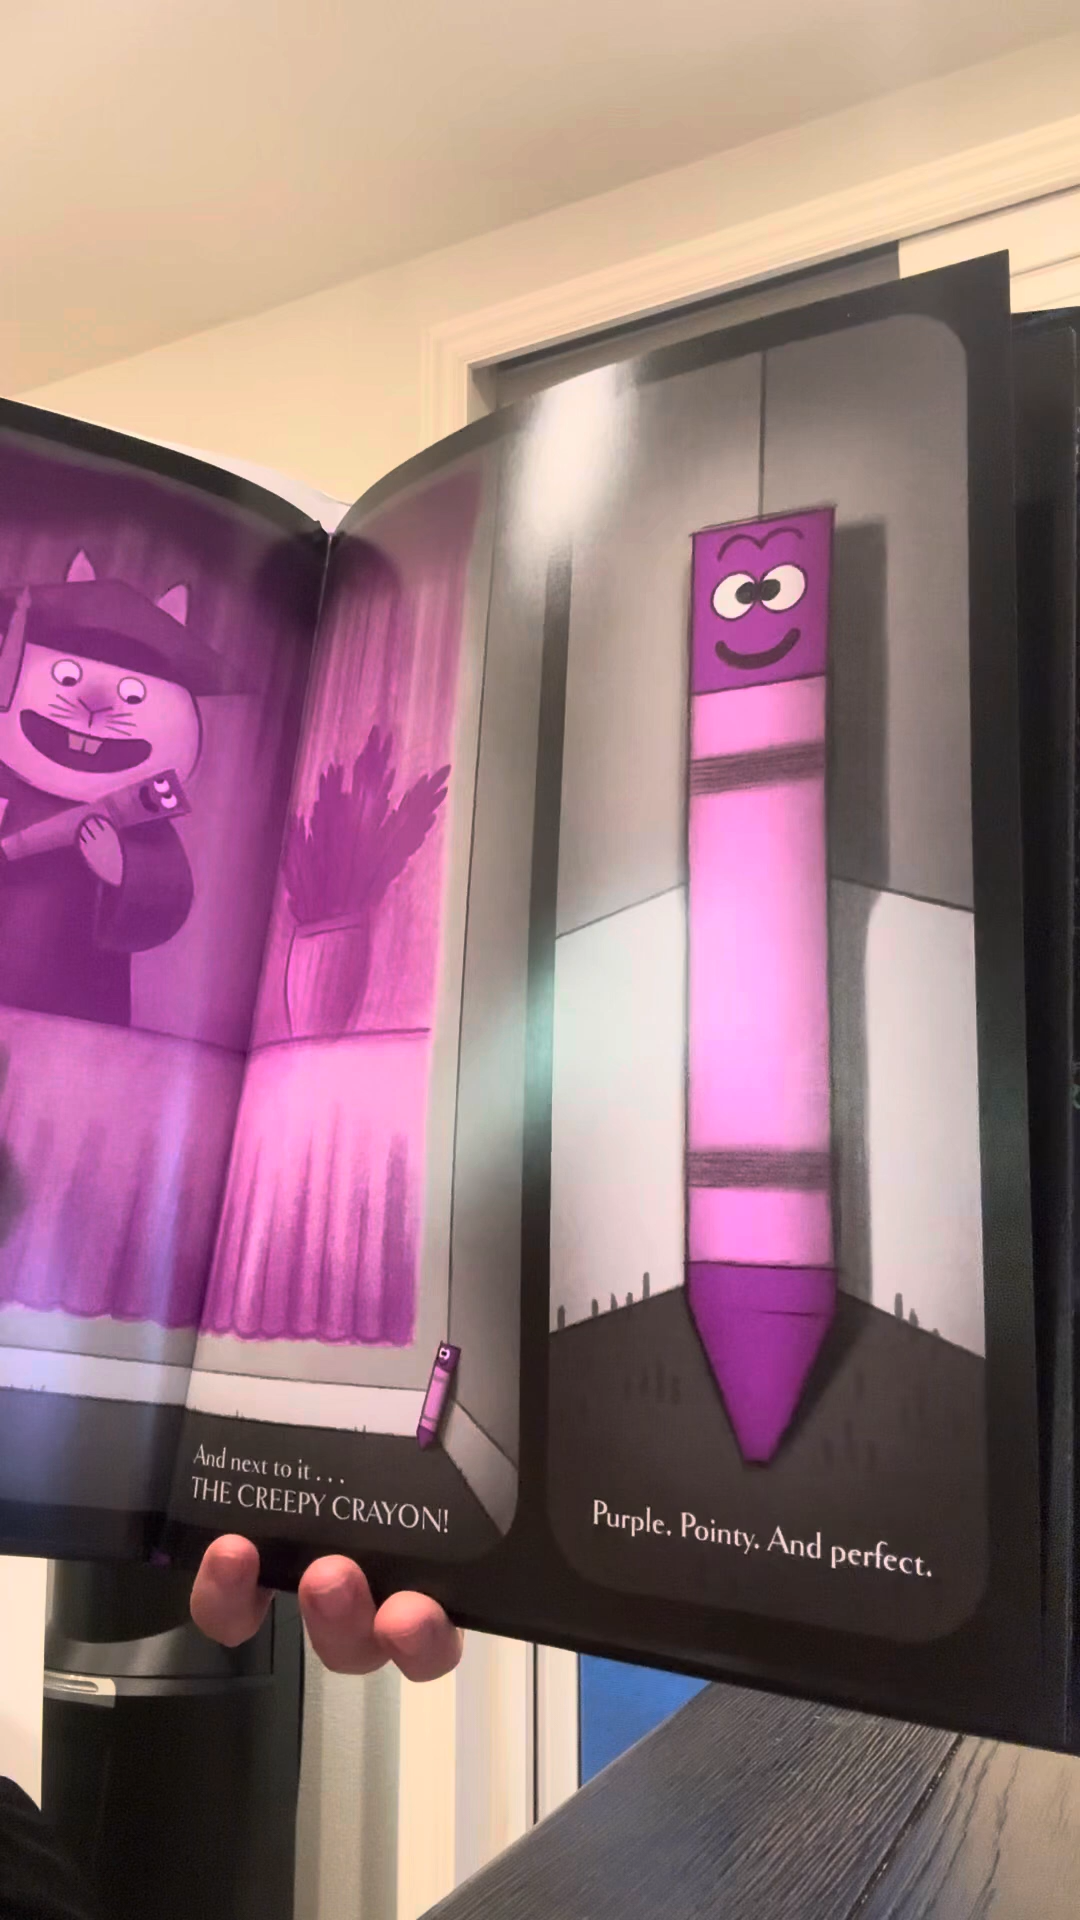 And next to it . . .
THE CREEPY CRAYON!
Purple. Pointy. And perfect.